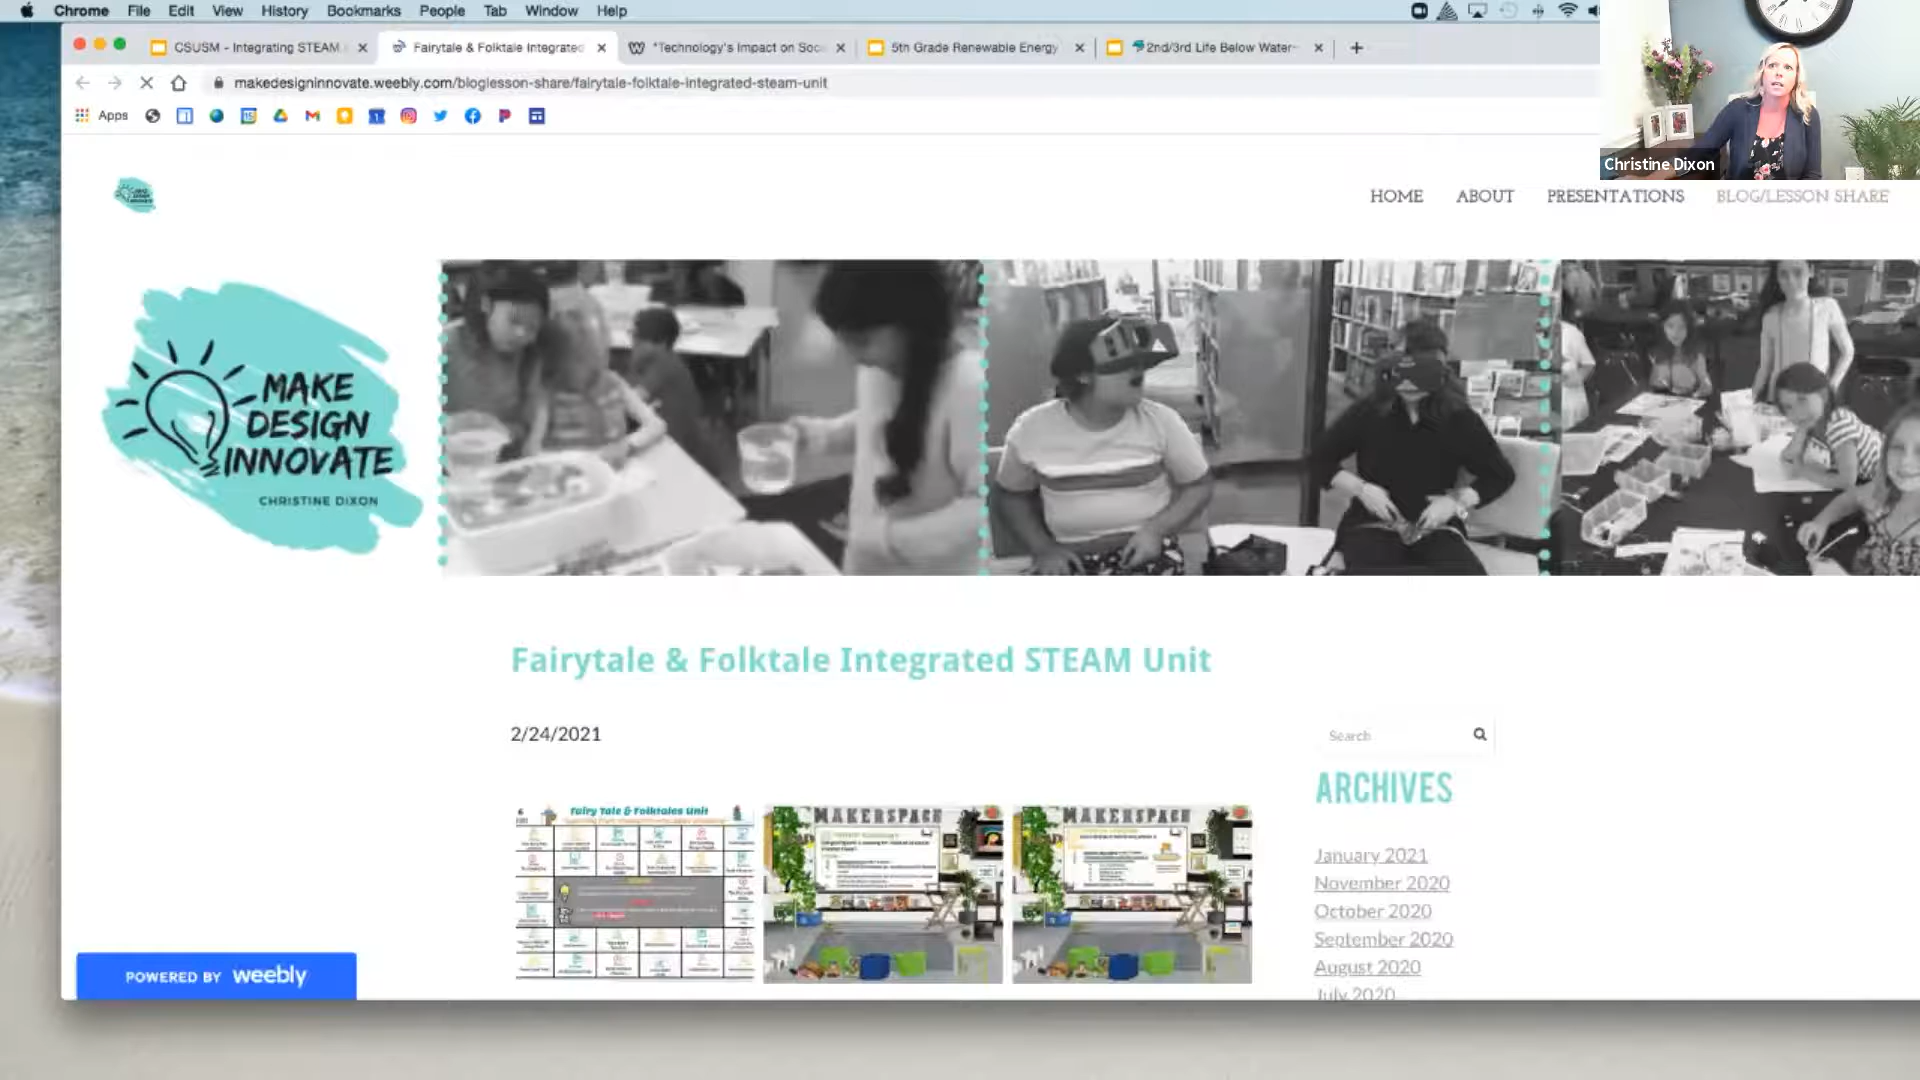 Chrome File Edit View History Bookmarks People Tab Window Help
CSUSM - Integrating STEAM
Fairytale & Folktale Integrated
"Technology's Impact on Soc
5th Grade Renewable Energy
2nd/3rd Life Below Water-
makedesigninnovate.weebly.com/bloglesson-share/fairytale-folktale-integrated-steam-unit
Apps
Christine Dixon
HOME ABOUT PRESENTATIONS BLOG/LESSON SHARE
MAKE
DESIGN
INNOVATE
CHRISTINE DIXON
Fairytale & Folktale Integrated STEAM Unit
2/24/2021
Search
ARCHIVES
Fairy Tale & Folktales Unit
MAKERSPACE
MAKERSPACE
January 2021
November 2020
October 2020
September 2020
August 2020
July 2020
POWERED BY weebly